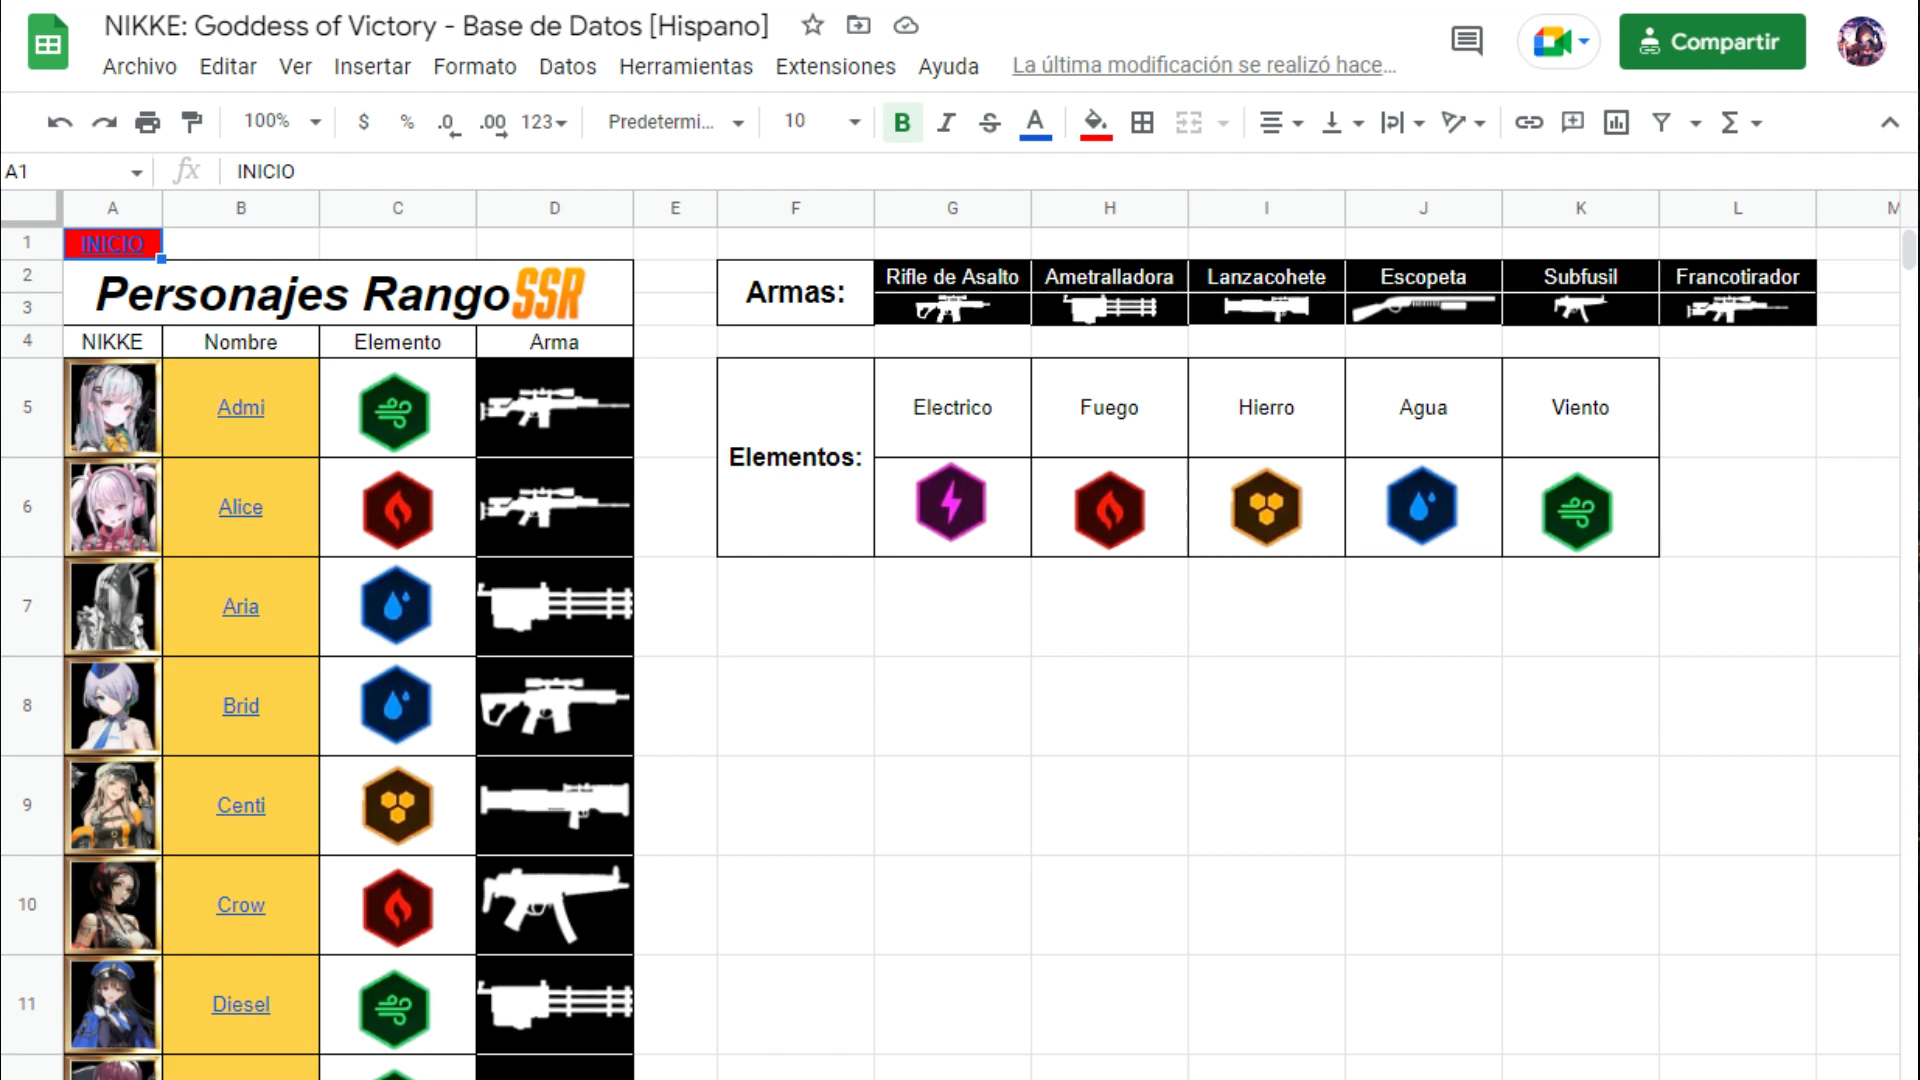 NIKKE: Goddess of Victory - Base de Datos [Hispano]
Archivo Editar Ver Insertar Formato Datos Herramientas Extensiones Ayuda La última modificación se realizó hace...
Compartir
100% $ % .0 .00 123 Predetermi... 10 B I S A Σ
A1 fx INICIO
A B C D E F G H I J K L M
1 INICIO
2 Personajes Rango SSR Armas: Rifle de Asalto Ametralladora Lanzacohete Escopeta Subfusil Francotirador
3
4 NIKKE Nombre Elemento Arma
5 Admi Electrico Fuego Hierro Agua Viento
Elementos:
6 Alice
7 Aria
8 Brid
9 Centi
10 Crow
11 Diesel